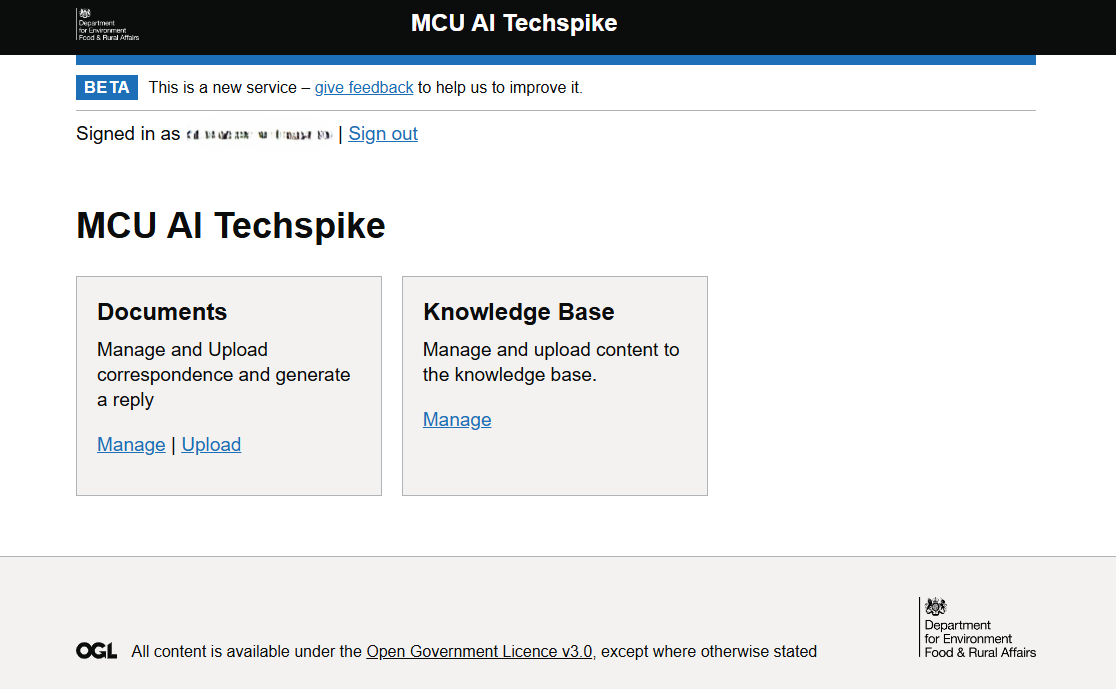 Department
for Environment
Food & Rural Affairs
MCU AI Techspike
BETA This is a new service – give feedback to help us to improve it.
Signed in as | Sign out
MCU AI Techspike
Documents
Manage and Upload
correspondence and generate
a reply
Manage | Upload
Knowledge Base
Manage and upload content to
the knowledge base.
Manage
OGL All content is available under the Open Government Licence v3.0, except where otherwise stated
Department
for Environment
Food & Rural Affairs